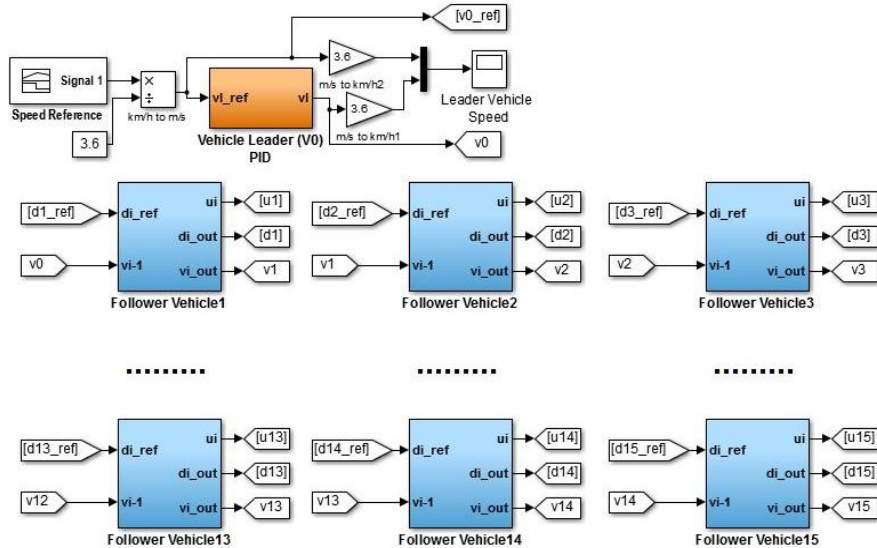 [v0_ref]
Signal 1
Speed Reference
×
÷
km/h to m/s
3.6
vl_ref
vl
Vehicle Leader (V0)
PID
3.6
m/s to km/h2
3.6
m/s to km/h1
Leader Vehicle
Speed
v0
[d1_ref]
v0
di_ref
vi-1
ui
di_out
vi_out
[u1]
[d1]
v1
Follower Vehicle1
[d2_ref]
v1
di_ref
vi-1
ui
di_out
vi_out
[u2]
[d2]
v2
Follower Vehicle2
[d3_ref]
v2
di_ref
vi-1
ui
di_out
vi_out
[u3]
[d3]
v3
Follower Vehicle3
.........
.........
.........
[d13_ref]
v12
di_ref
vi-1
ui
di_out
vi_out
[u13]
[d13]
v13
Follower Vehicle13
[d14_ref]
v13
di_ref
vi-1
ui
di_out
vi_out
[u14]
[d14]
v14
Follower Vehicle14
[d15_ref]
v14
di_ref
vi-1
ui
di_out
vi_out
[u15]
[d15]
v15
Follower Vehicle15